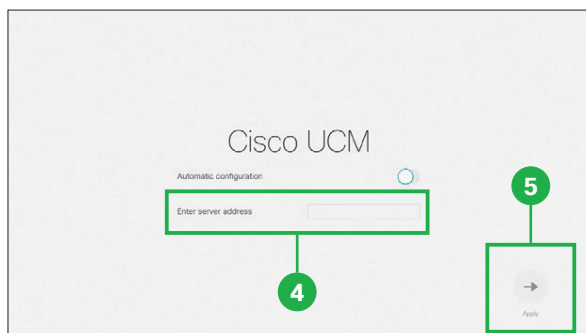 Cisco UCM
Automatic configuration
Enter server address
5
4
Apply